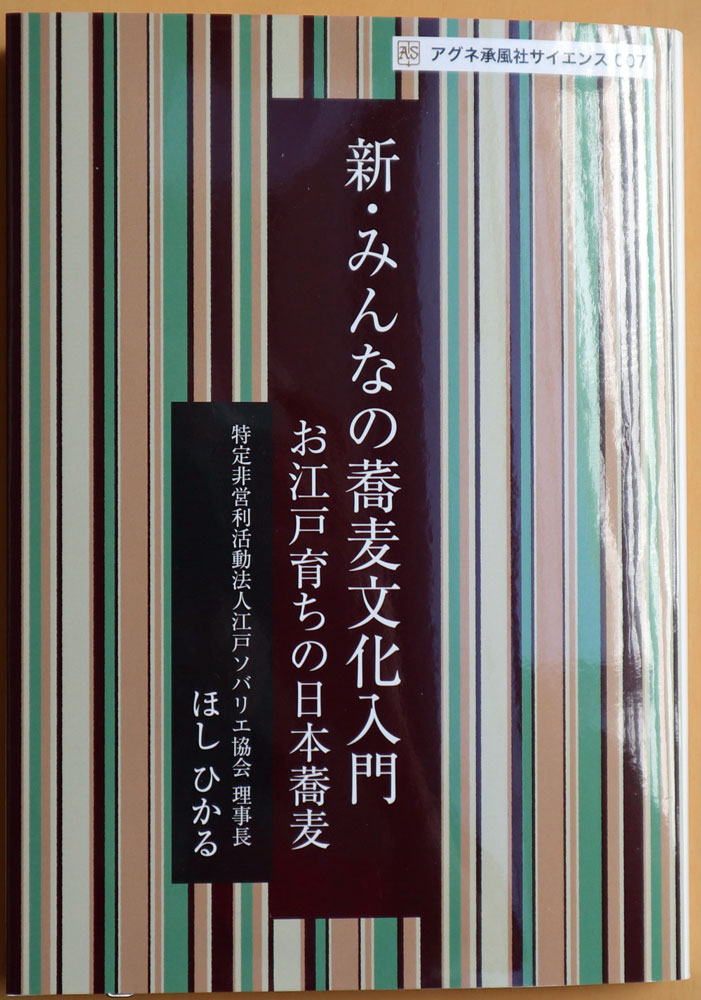 AS アグネ承風社サイエンス 007
新・みんなの蕎麦文化入門
お江戸育ちの日本蕎麦
特定非営利活動法人江戸ソバリエ協会 理事長
ほし ひかる